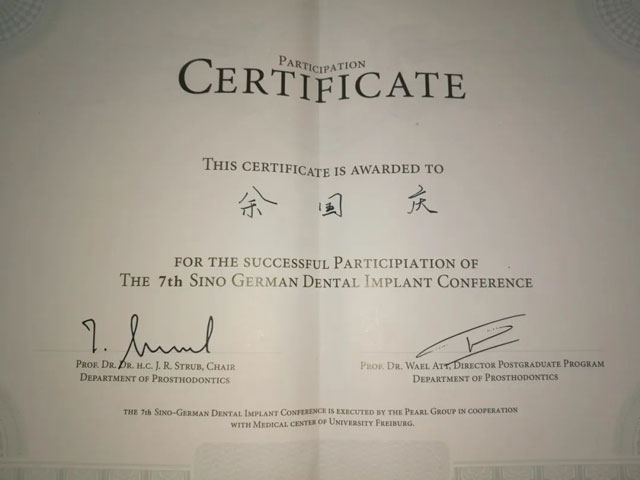 PARTICIPATION
CERTIFICATE
THIS CERTIFICATE IS AWARDED TO
余国庆
FOR THE SUCCESSFUL PARTICIPIATION OF
THE 7th SINO GERMAN DENTAL IMPLANT CONFERENCE
PROF. DR. DR. H.C. J. R. STRUB, CHAIR
DEPARTMENT OF PROSTHODONTICS
PROF. DR. WAEL ATT, DIRECTOR POSTGRADUATE PROGRAM
DEPARTMENT OF PROSTHODONTICS
THE 7th SINO-GERMAN DENTAL IMPLANT CONFERENCE IS EXECUTED BY THE PEARL GROUP IN COOPERATION
WITH MEDICAL CENTER OF UNIVERSITY FREIBURG.